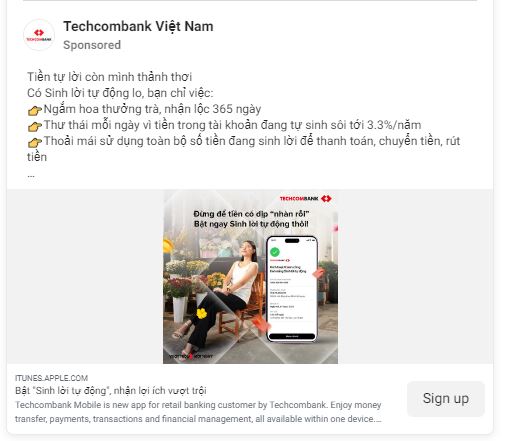 TECHCOMBANK
Techcombank Việt Nam
Sponsored
Tiền tự lời còn mình thảnh thơi
Có Sinh lời tự động lo, bạn chỉ việc:
👉Ngắm hoa thưởng trà, nhận lộc 365 ngày
👉Thư thái mỗi ngày vì tiền trong tài khoản đang tự sinh sôi tới 3.3%/năm
👉Thoải mái sử dụng toàn bộ số tiền đang sinh lời để thanh toán, chuyển tiền, rút
tiền
...
TECHCOMBANK
Đừng để tiền có dịp “nhàn rỗi”
Bật ngay Sinh lời tự động thôi!
ITUNES.APPLE.COM
Bật "Sinh lời tự động", nhận lợi ích vượt trội
Techcombank Mobile is new app for retail banking customer by Techcombank. Enjoy money
transfer, payments, transactions and financial management, all available within one device....
Sign up